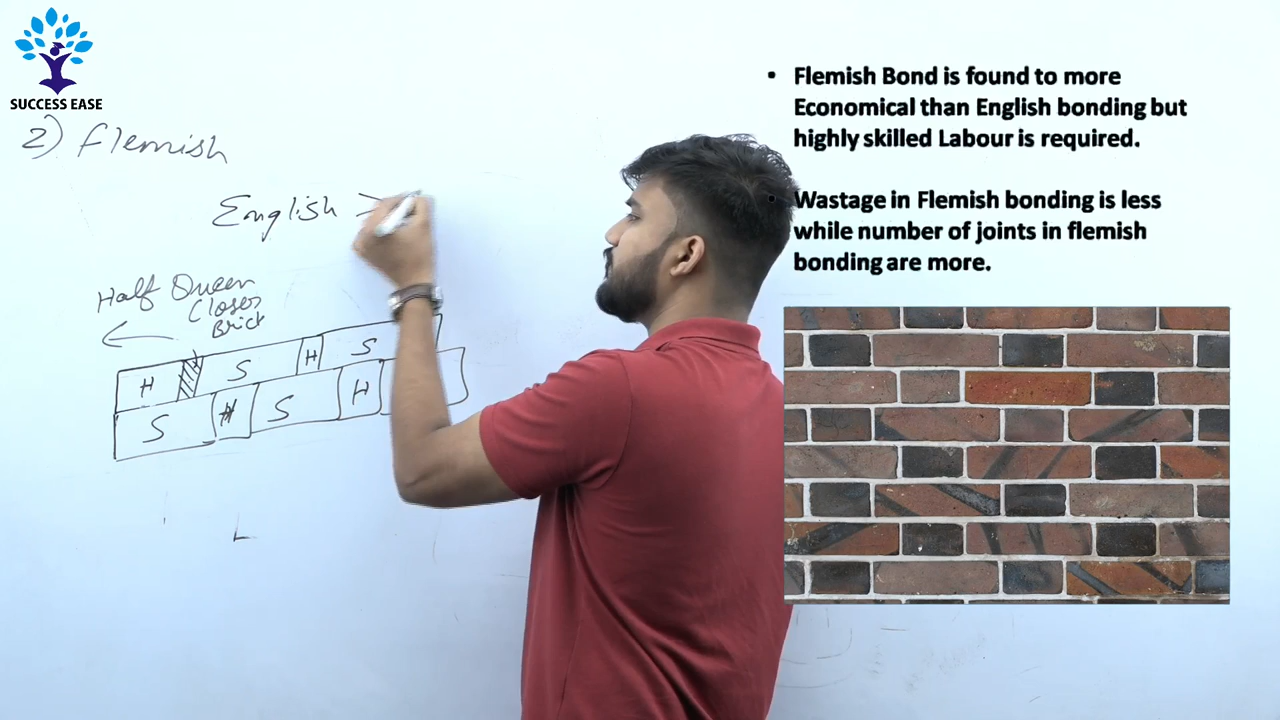 SUCCESS EASE
2) Flemish
English >
Half Queen
Closer
Brick
H S H S
S H S H
• Flemish Bond is found to more
Economical than English bonding but
highly skilled Labour is required.
• Wastage in Flemish bonding is less
while number of joints in flemish
bonding are more.